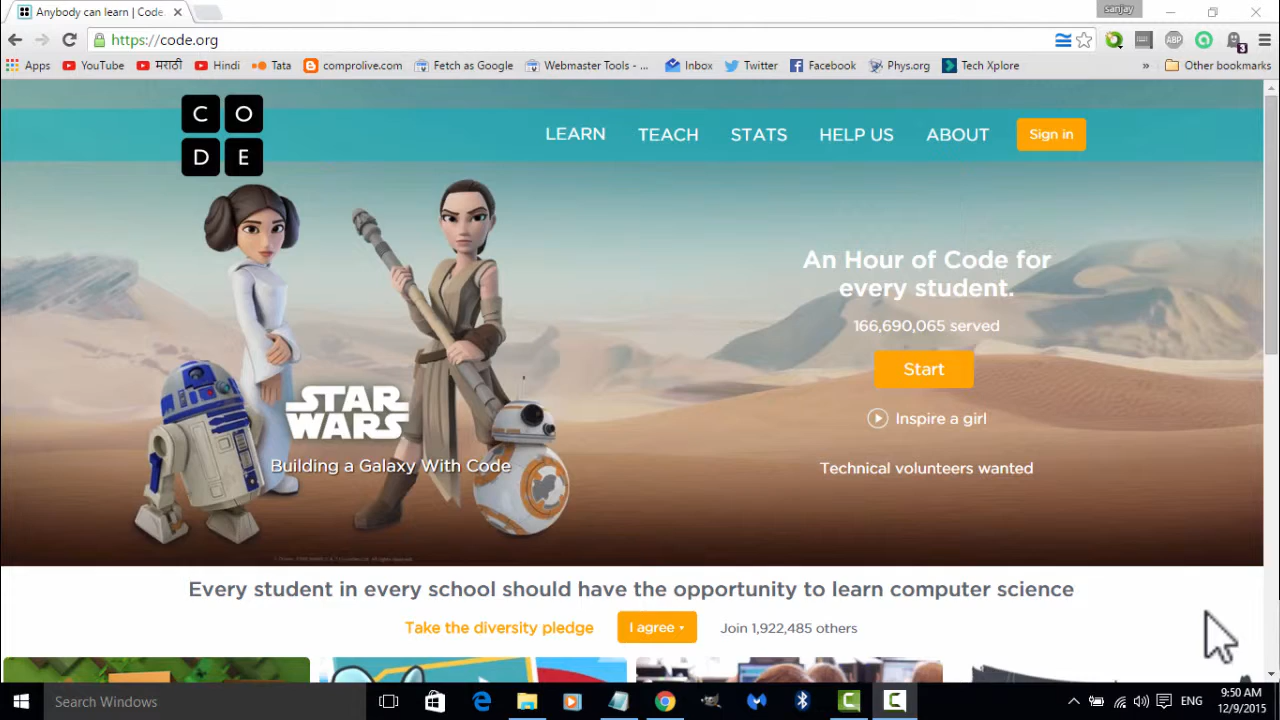 Anybody can learn | Code.
sanjay
https://code.org
ABP
3
Apps
YouTube
मराठी
Hindi
Tata
comprolive.com
Fetch as Google
Webmaster Tools - ...
Inbox
Twitter
Facebook
Phys.org
Tech Xplore
»
Other bookmarks
C O
D E
LEARN
TEACH
STATS
HELP US
ABOUT
Sign in
An Hour of Code for
every student.
166,690,065 served
Start
Inspire a girl
Technical volunteers wanted
STAR
WARS
Building a Galaxy With Code
Every student in every school should have the opportunity to learn computer science
Take the diversity pledge
I agree
Join 1,922,485 others
Search Windows
ENG
9:50 AM
12/9/2015